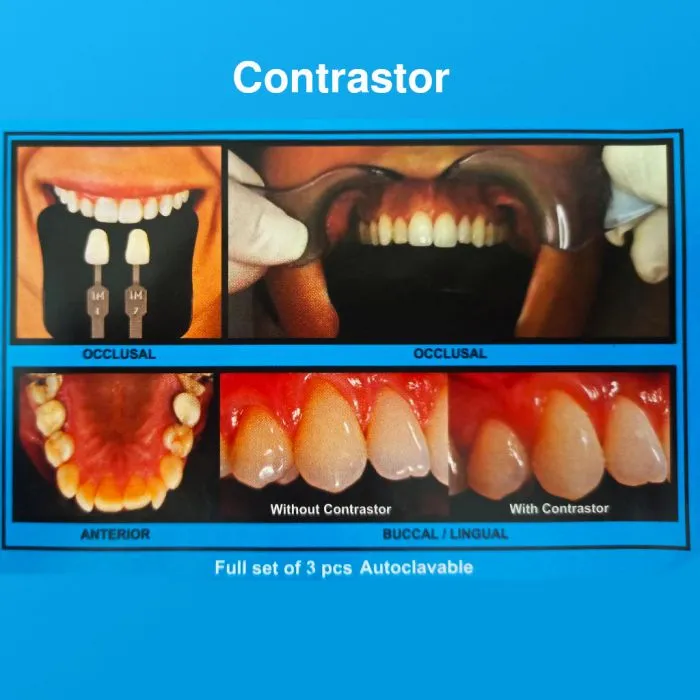 Contrastor
1M 1M
1 7
OCCLUSAL OCCLUSAL
Without Contrastor With Contrastor
ANTERIOR BUCCAL / LINGUAL
Full set of 3 pcs Autoclavable